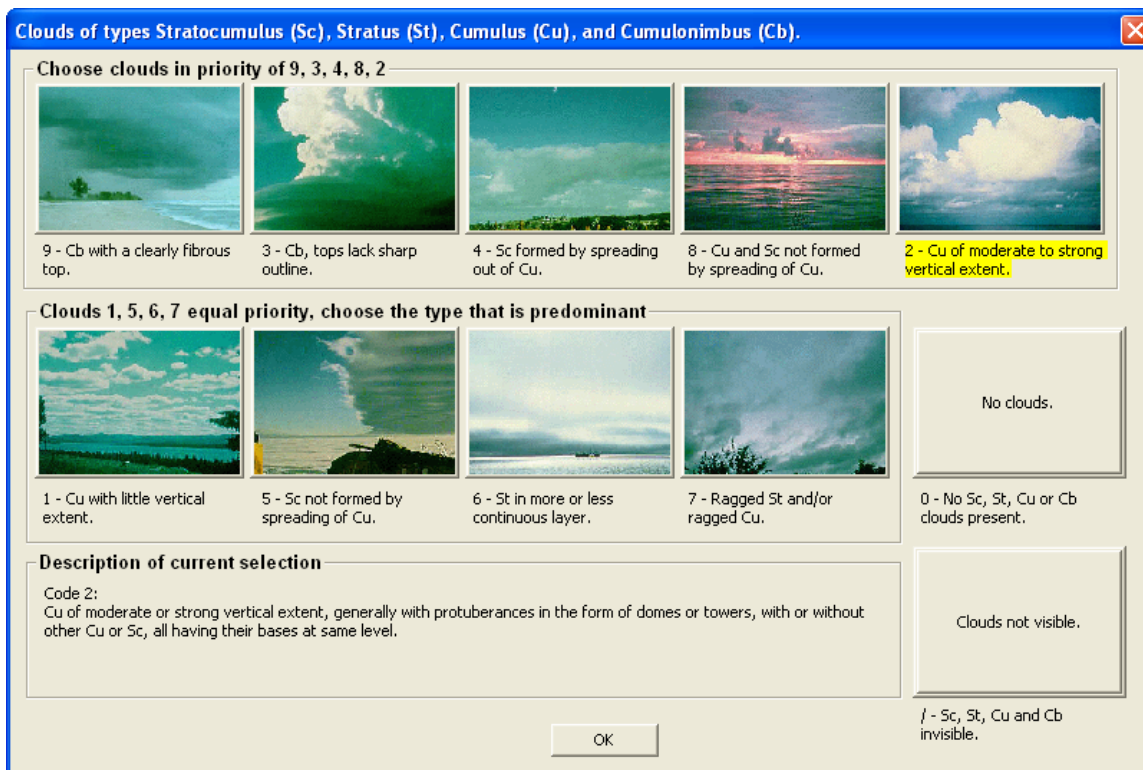 Clouds of types Stratocumulus (Sc), Stratus (St), Cumulus (Cu), and Cumulonimbus (Cb).
Choose clouds in priority of 9, 3, 4, 8, 2
9 - Cb with a clearly fibrous
top.
3 - Cb, tops lack sharp
outline.
4 - Sc formed by spreading
out of Cu.
8 - Cu and Sc not formed
by spreading of Cu.
2 - Cu of moderate to strong
vertical extent.
Clouds 1, 5, 6, 7 equal priority, choose the type that is predominant
1 - Cu with little vertical
extent.
5 - Sc not formed by
spreading of Cu.
6 - St in more or less
continuous layer.
7 - Ragged St and/or
ragged Cu.
No clouds.
0 - No Sc, St, Cu or Cb
clouds present.
Description of current selection
Code 2:
Cu of moderate or strong vertical extent, generally with protuberances in the form of domes or towers, with or without
other Cu or Sc, all having their bases at same level.
Clouds not visible.
/ - Sc, St, Cu and Cb
invisible.
OK